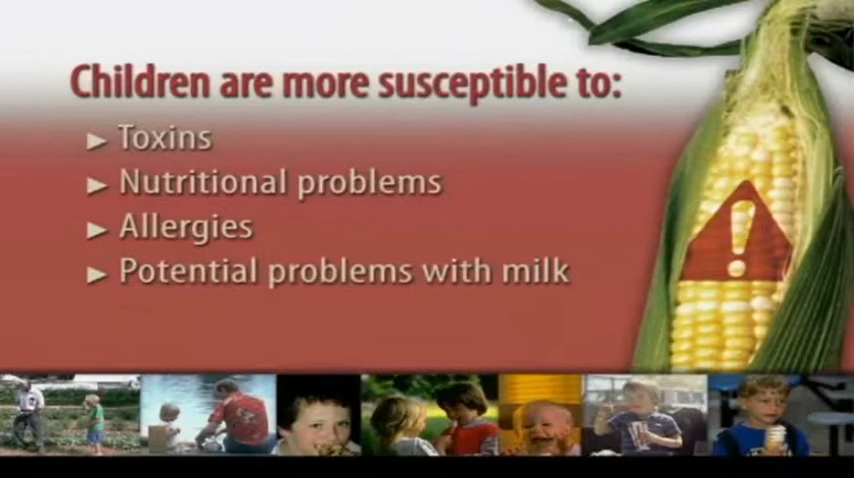 Children are more susceptible to:
► Toxins
► Nutritional problems
► Allergies
► Potential problems with milk